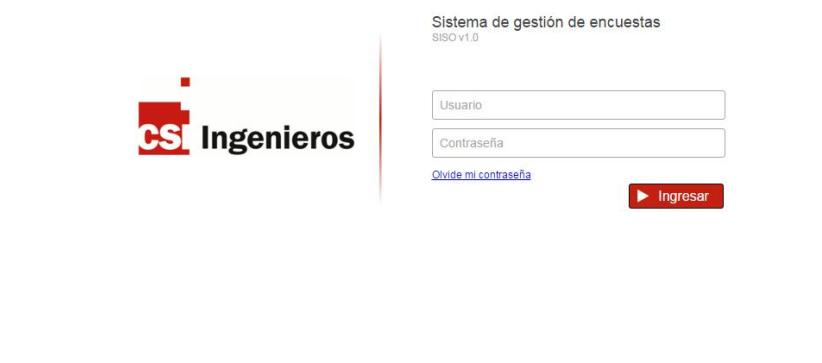 Sistema de gestión de encuestas
SISO v1.0
CSI Ingenieros
Usuario
Contraseña
Olvide mi contraseña
Ingresar